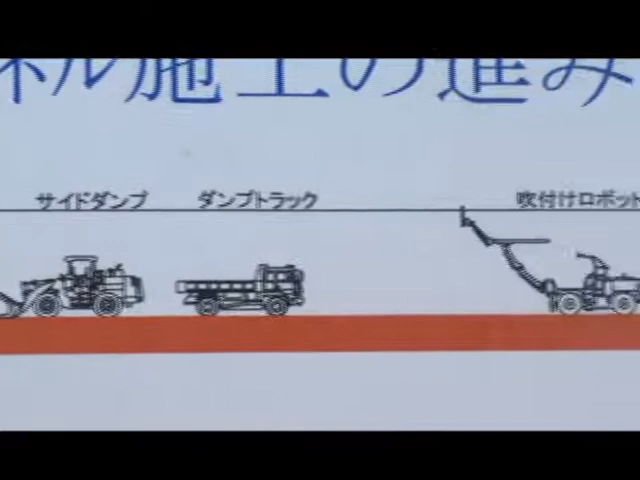 ネル施工の進み
サイドダンプ ダンプトラック 吹付けロボット